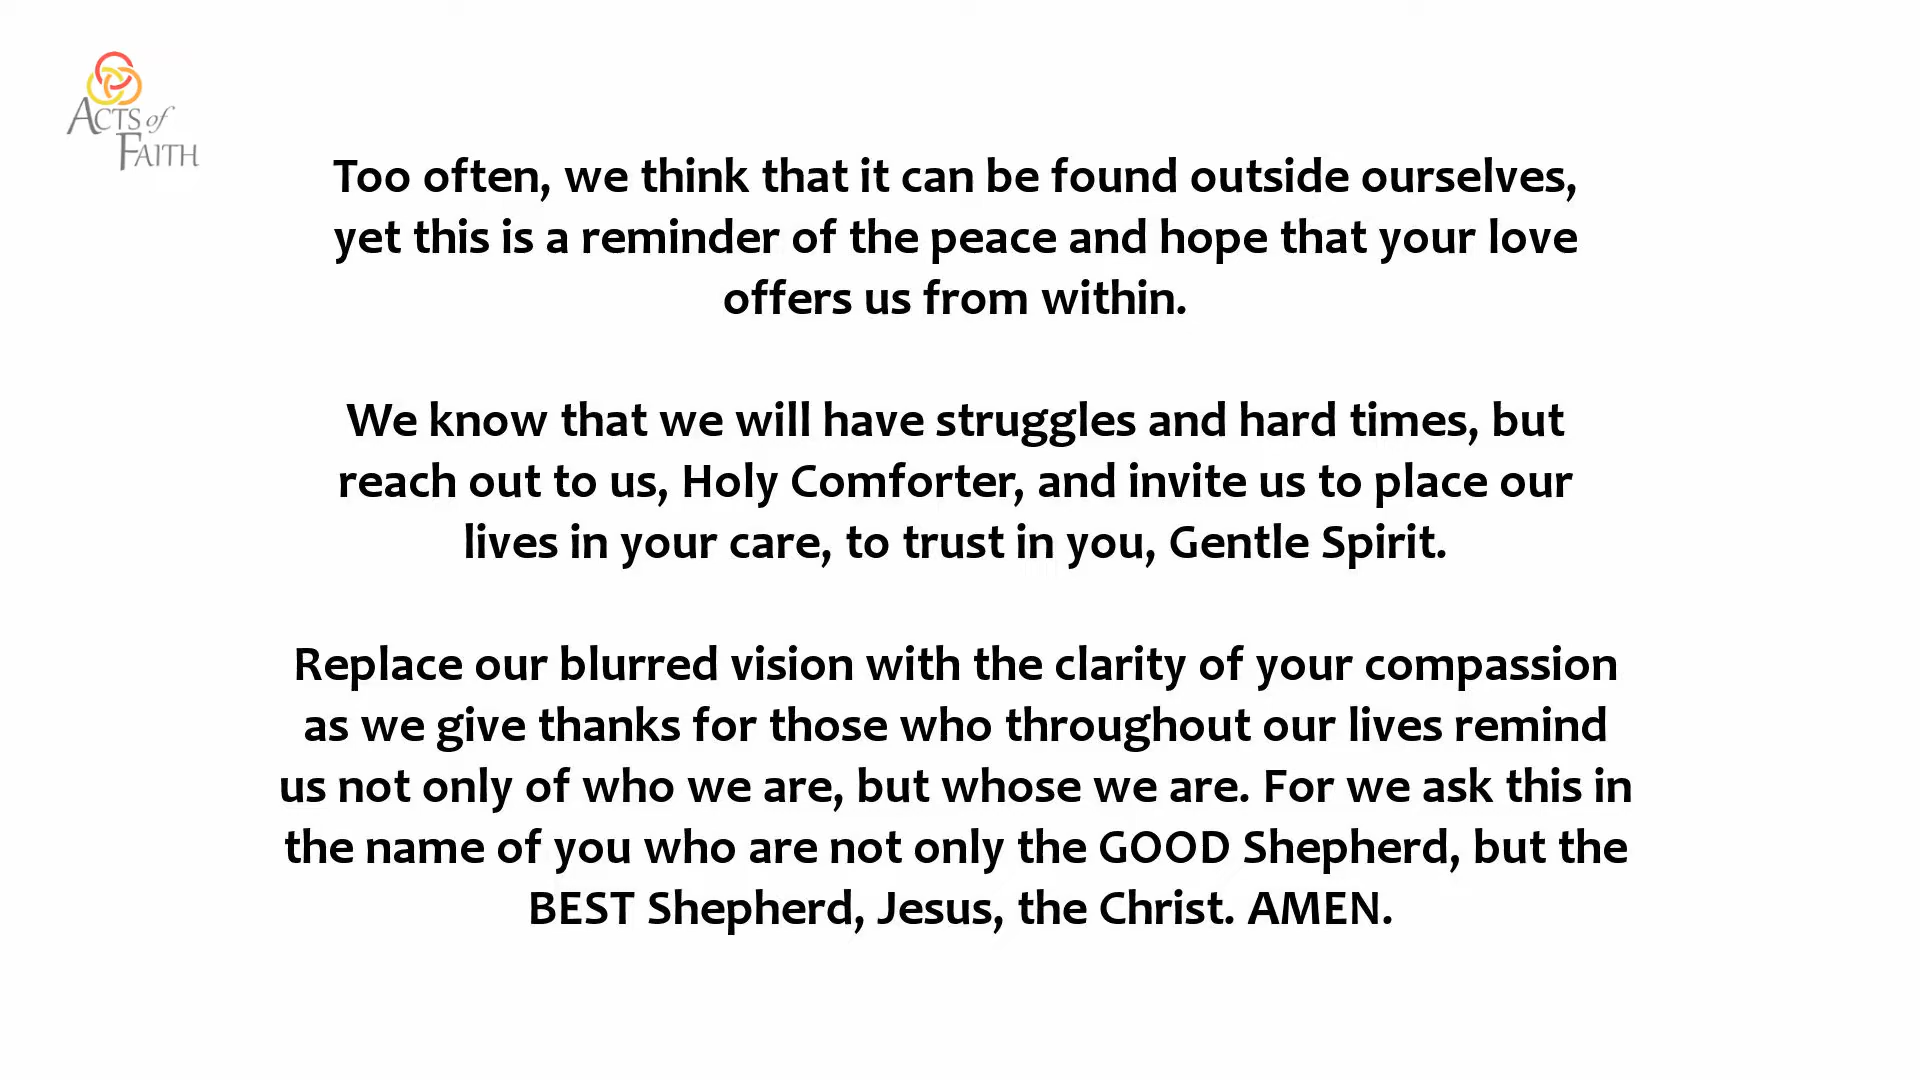 ACTS of
FAITH
Too often, we think that it can be found outside ourselves,
yet this is a reminder of the peace and hope that your love
offers us from within.
We know that we will have struggles and hard times, but
reach out to us, Holy Comforter, and invite us to place our
lives in your care, to trust in you, Gentle Spirit.
Replace our blurred vision with the clarity of your compassion
as we give thanks for those who throughout our lives remind
us not only of who we are, but whose we are. For we ask this in
the name of you who are not only the GOOD Shepherd, but the
BEST Shepherd, Jesus, the Christ. AMEN.